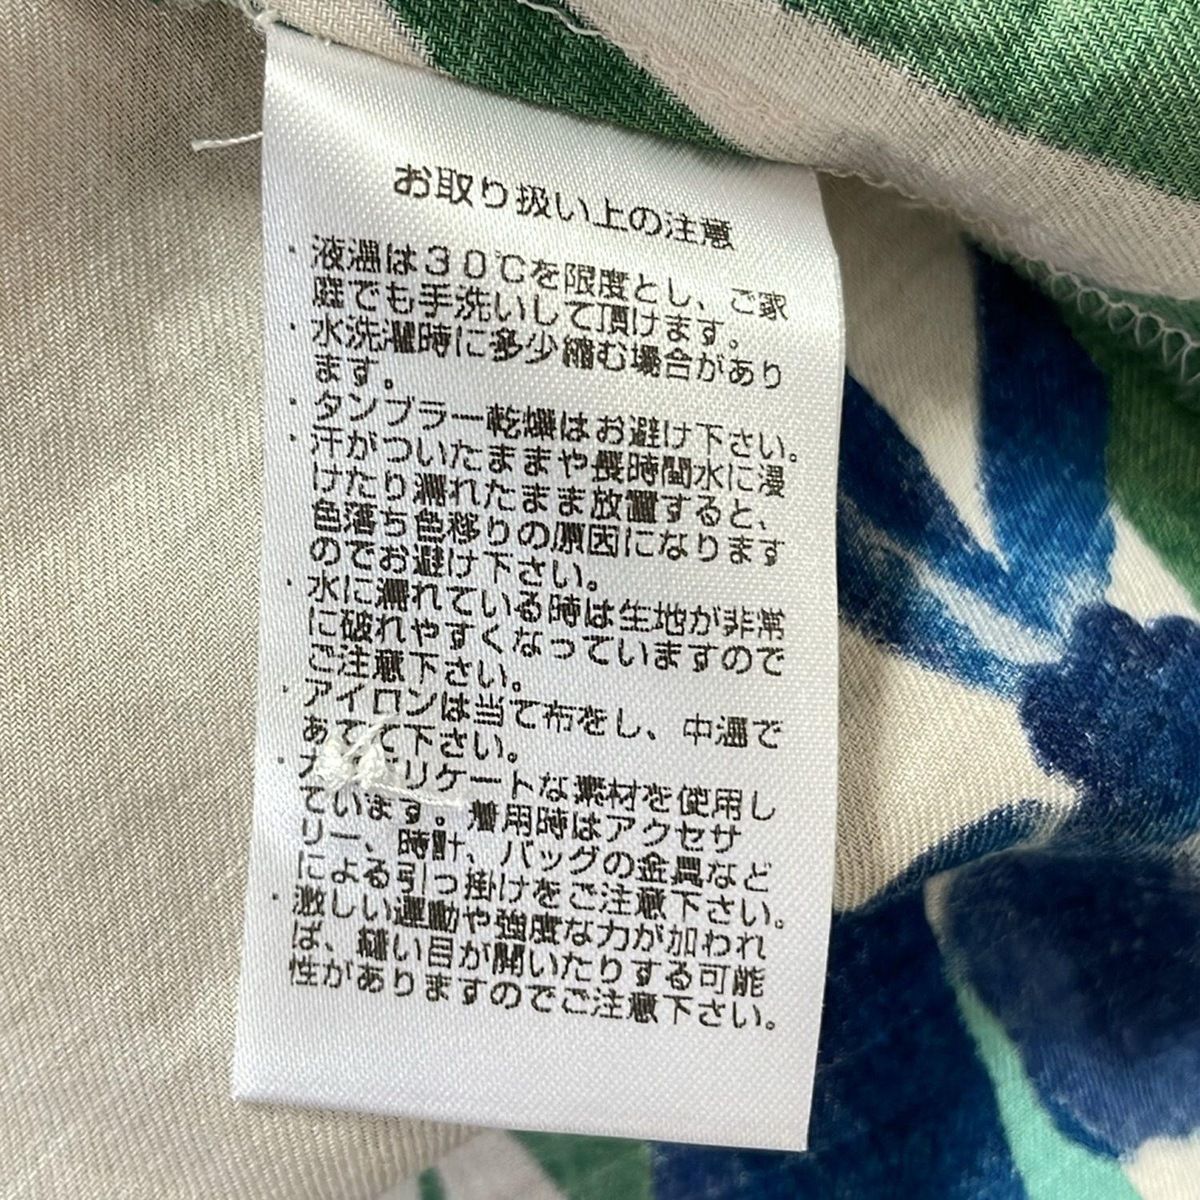 お取り扱い上の注意
・液温は３０℃を限度とし、ご家
庭でも手洗いして頂けます。
・水洗濯時に多少縮む場合があり
ます。
・タンブラー乾燥はお避け下さい。
・汗がついたままや長時間水に浸
けたり濡れたまま放置すると、
色落ち色移りの原因になります
のでお避け下さい。
・水に濡れている時は生地が非常
に破れやすくなっていますので
ご注意下さい。
・アイロンは当て布をし、中温で
あてて下さい。
・リケートな素材を使用し
ています。着用時はアクセサ
リー、時計、バッグの金具など
による引っ掛けをご注意下さい。
・激しい運動や強度な力が加われ
ば、縫い目が開いたりする可能
性がありますのでご注意下さい。